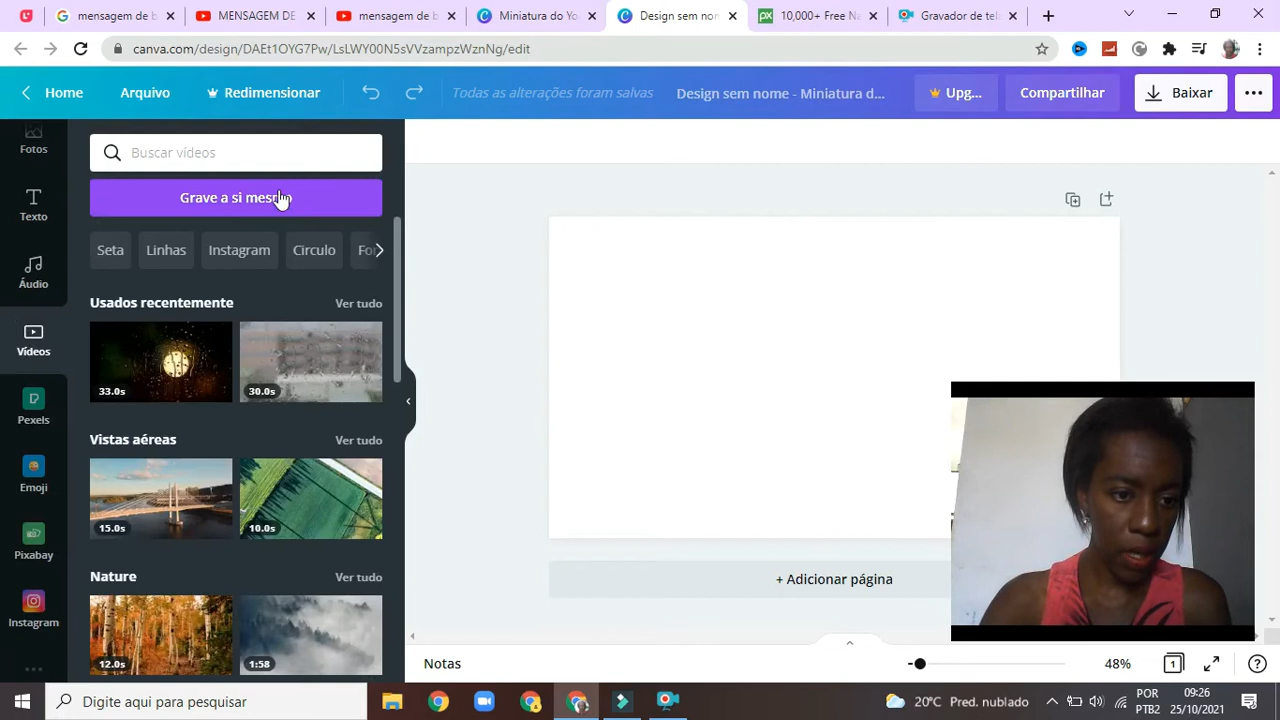 mensagem de b
MENSAGEM DE
mensagem de b
Miniatura do Yo
Design sem nom
10,000+ Free Na
Gravador de tel
canva.com/design/DAEt1OYG7Pw/LsLWY00N5sVVzampzWznNg/edit
Home
Arquivo
Redimensionar
Todas as alterações foram salvas
Design sem nome - Miniatura d...
Upg...
Compartilhar
Baixar
Fotos
Texto
Áudio
Vídeos
Pexels
Emoji
Pixabay
Instagram
Buscar vídeos
Grave a si mesm
Seta
Linhas
Instagram
Circulo
For
Usados recentemente
Ver tudo
33.0s
30.0s
Vistas aéreas
Ver tudo
15.0s
10.0s
Nature
Ver tudo
12.0s
1:58
+ Adicionar página
Notas
48%
1
Digite aqui para pesquisar
20°C Pred. nublado
POR
PTB2
09:26
25/10/2021